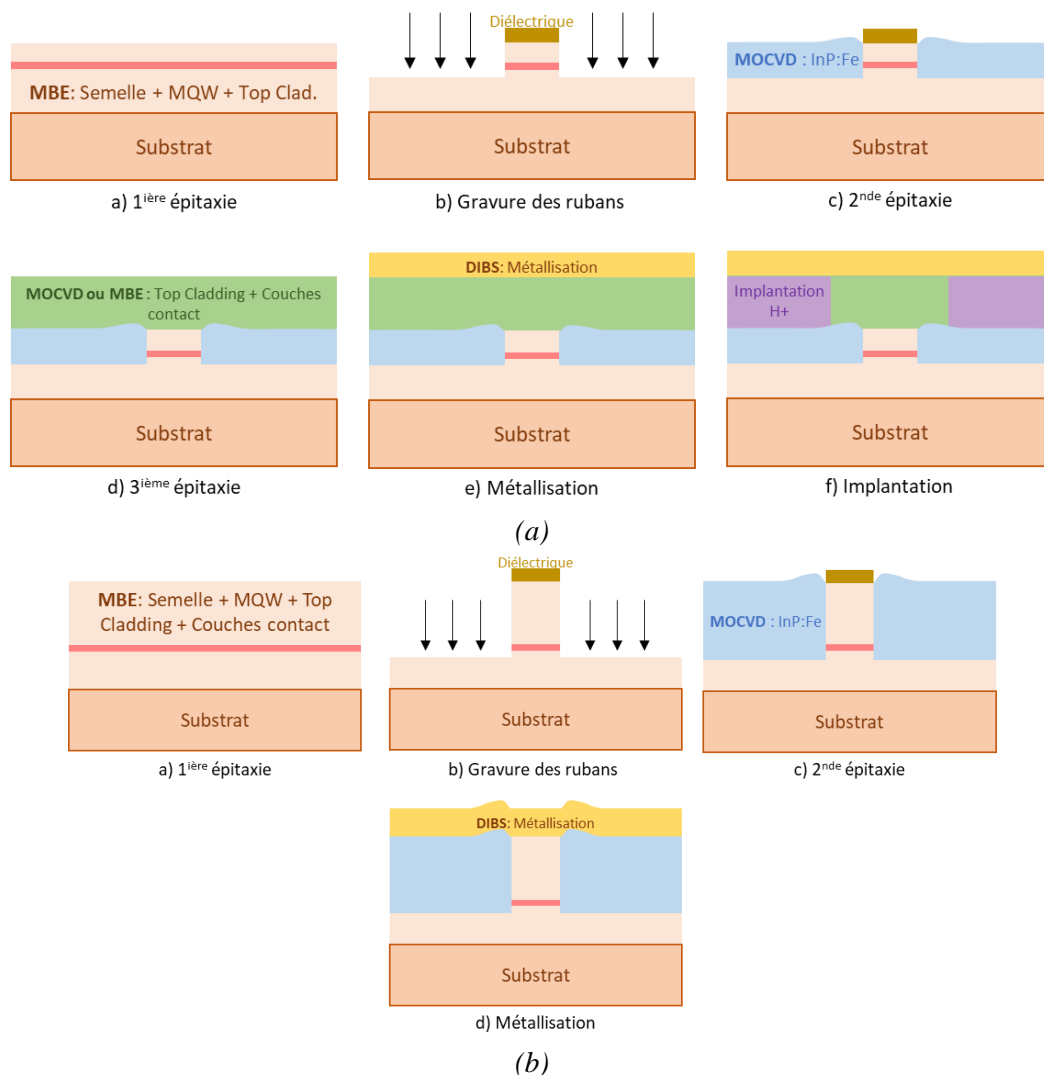 Diélectrique
MBE: Semelle + MQW + Top Clad.
MOCVD : InP:Fe
Substrat
Substrat
Substrat
a) 1ière épitaxie
b) Gravure des rubans
c) 2nde épitaxie
MOCVD ou MBE : Top Cladding + Couches
contact
DIBS: Métallisation
Implantation
H+
Substrat
Substrat
Substrat
d) 3ième épitaxie
e) Métallisation
f) Implantation
(a)
Diélectrique
MBE: Semelle + MQW + Top
Cladding + Couches contact
MOCVD : InP:Fe
Substrat
Substrat
Substrat
a) 1ière épitaxie
b) Gravure des rubans
c) 2nde épitaxie
DIBS: Métallisation
Substrat
d) Métallisation
(b)